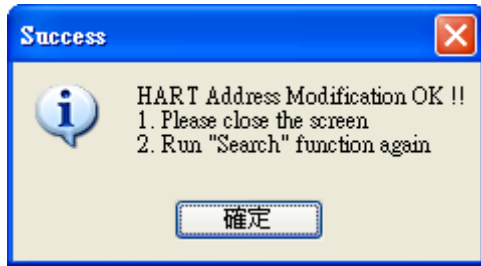 Success
HART Address Modification OK !!
1. Please close the screen
2. Run "Search" function again
確定